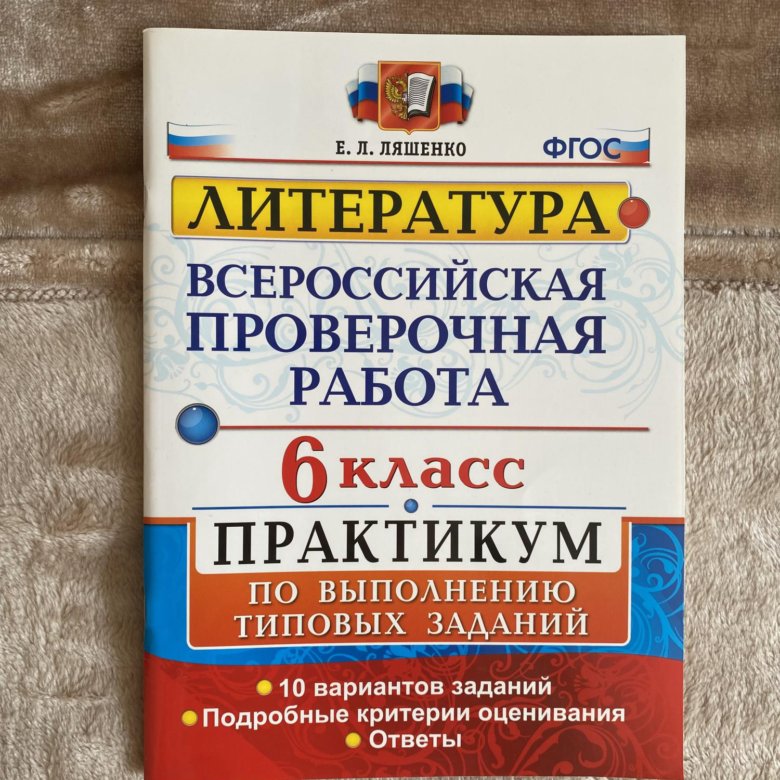 Е. Л. ЛЯШЕНКО
ФГОС
ЛИТЕРАТУРА
ВСЕРОССИЙСКАЯ
ПРОВЕРОЧНАЯ
РАБОТА
6 класс
ПРАКТИКУМ
ПО ВЫПОЛНЕНИЮ
ТИПОВЫХ ЗАДАНИЙ
10 вариантов заданий
Подробные критерии оценивания
Ответы